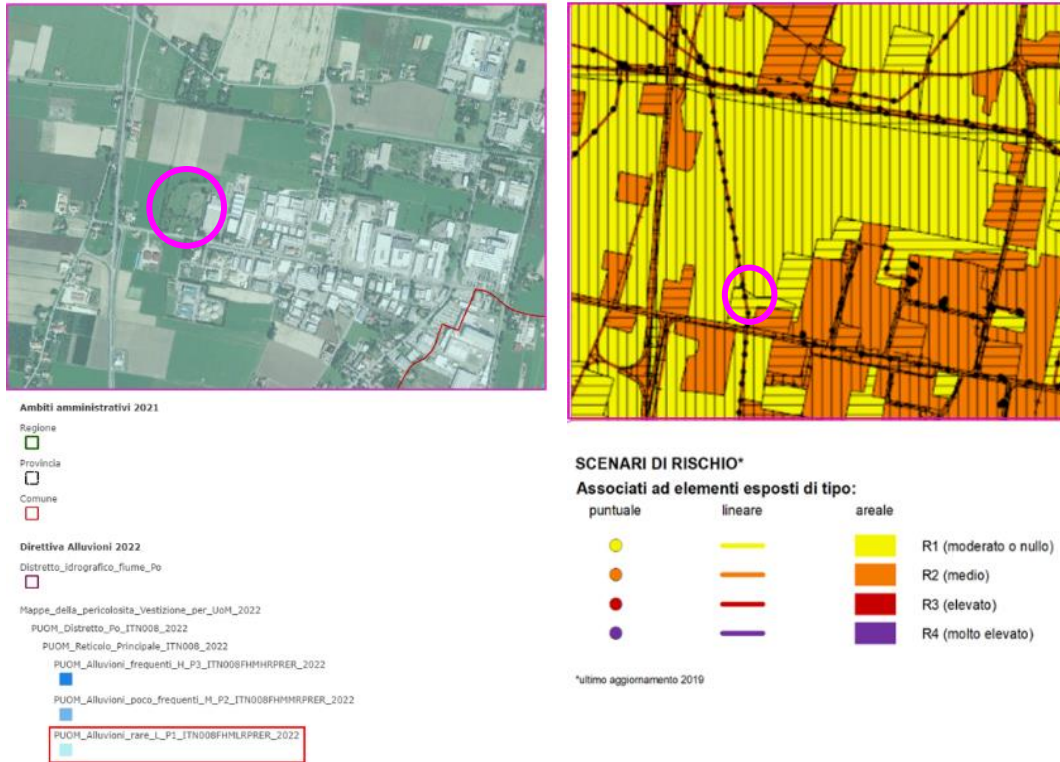 Ambiti amministrativi 2021
Regione
Provincia
Comune
Direttiva Alluvioni 2022
Distretto_idrografico_fiume_Po
Mappe_della_pericolosita_Vestizione_per_UoM_2022
PUOM_Distretto_Po_ITN008_2022
PUOM_Reticolo_Principale_ITN008_2022
PUOM_Alluvioni_frequenti_H_P3_ITN008FHMHRPRER_2022
PUOM_Alluvioni_poco_frequenti_M_P2_ITN008FHMMRPRER_2022
PUOM_Alluvioni_rare_L_P1_ITN008FHMLRPRER_2022
SCENARI DI RISCHIO*
Associati ad elementi esposti di tipo:
puntuale lineare areale
R1 (moderato o nullo)
R2 (medio)
R3 (elevato)
R4 (molto elevato)
*ultimo aggiornamento 2019